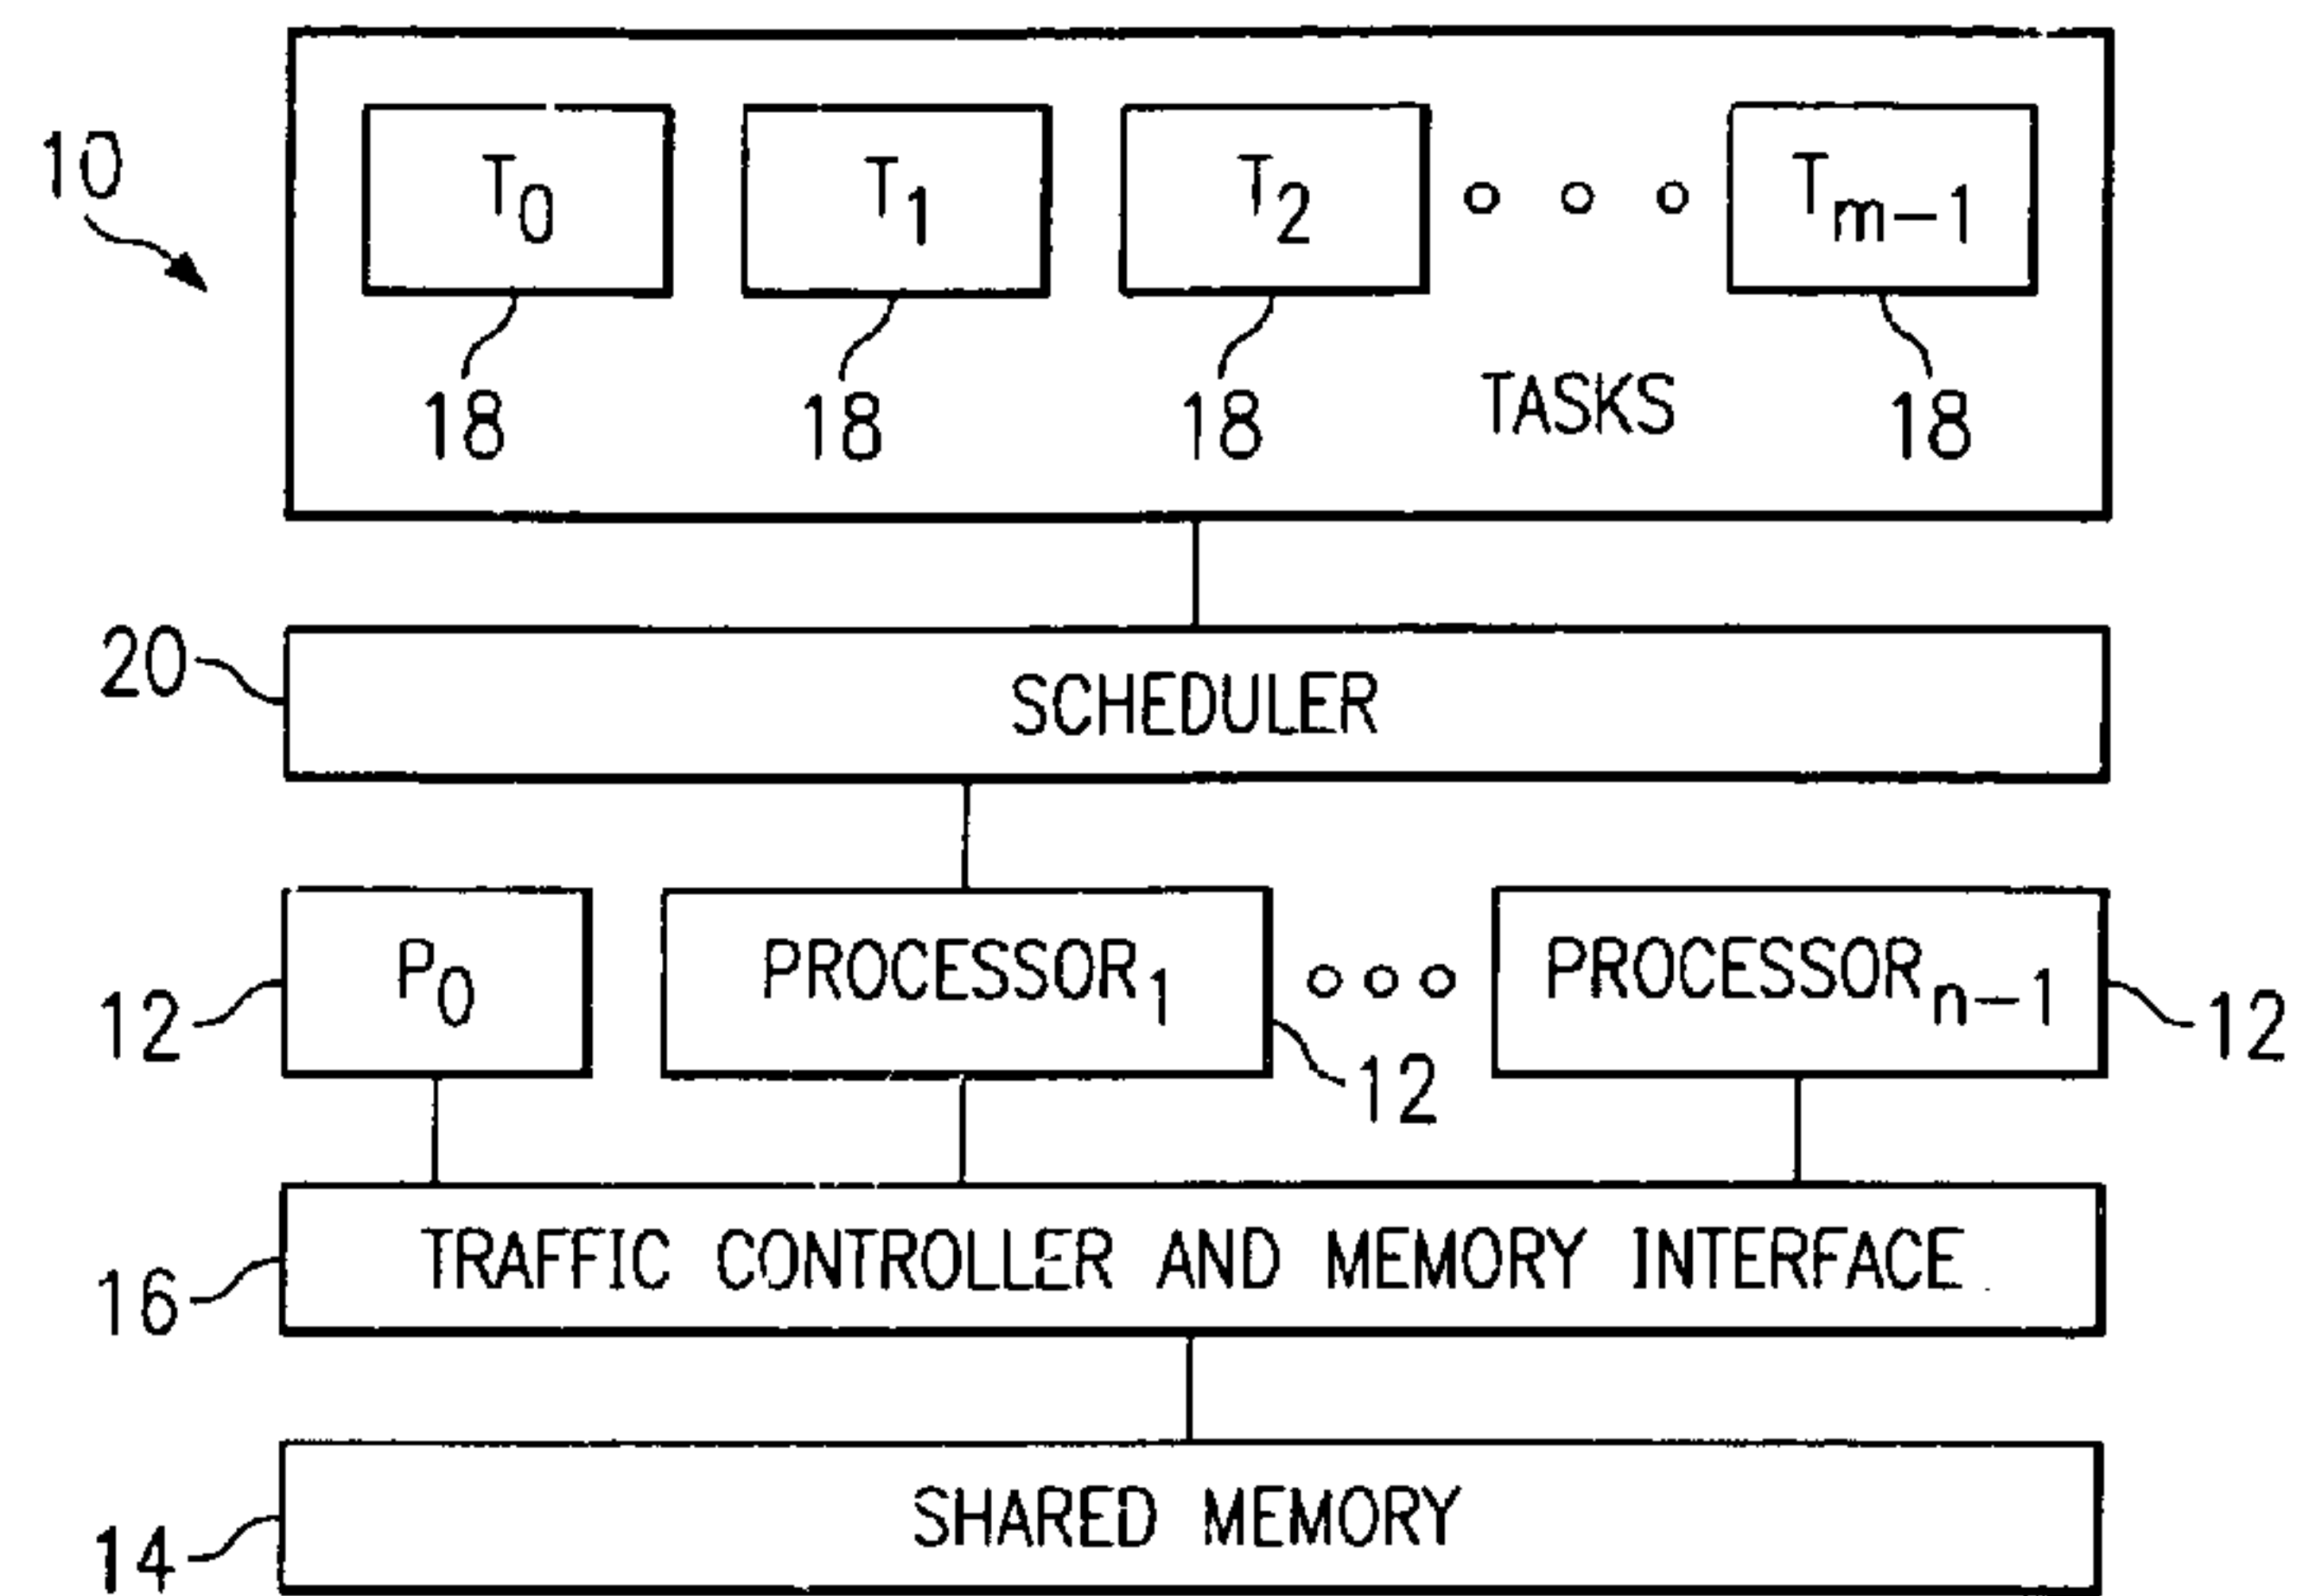 10
T0 T1 T2 Tm-1
18 18 18 TASKS 18
20 SCHEDULER
P0 PROCESSOR1 PROCESSORn-1
12 12 12
TRAFFIC CONTROLLER AND MEMORY INTERFACE
16
SHARED MEMORY
14